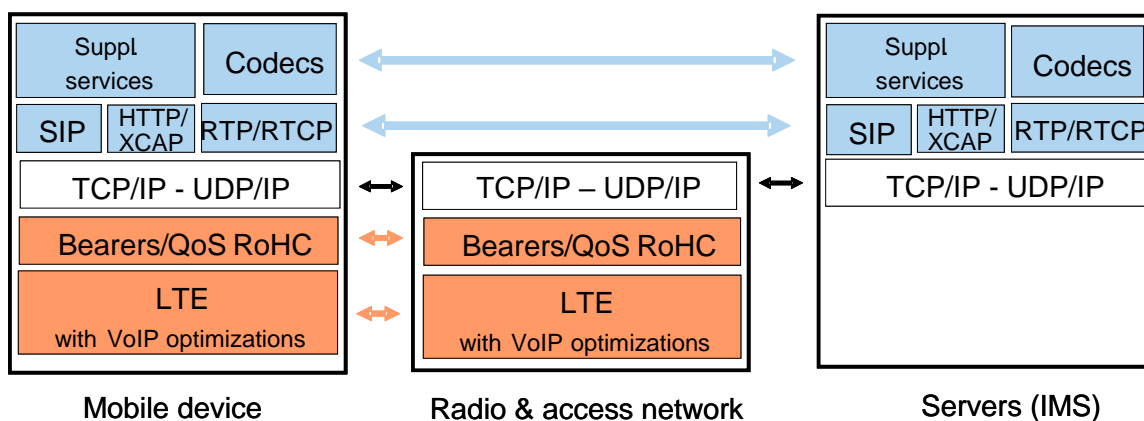 Suppl.
services
Codecs
SIP
HTTP/
XCAP
RTP/RTCP
TCP/IP - UDP/IP
Bearers/QoS RoHC
LTE
with VoIP optimizations
Mobile device
TCP/IP – UDP/IP
Bearers/QoS RoHC
LTE
with VoIP optimizations
Radio & access network
Suppl.
services
Codecs
SIP
HTTP/
XCAP
RTP/RTCP
TCP/IP - UDP/IP
Servers (IMS)